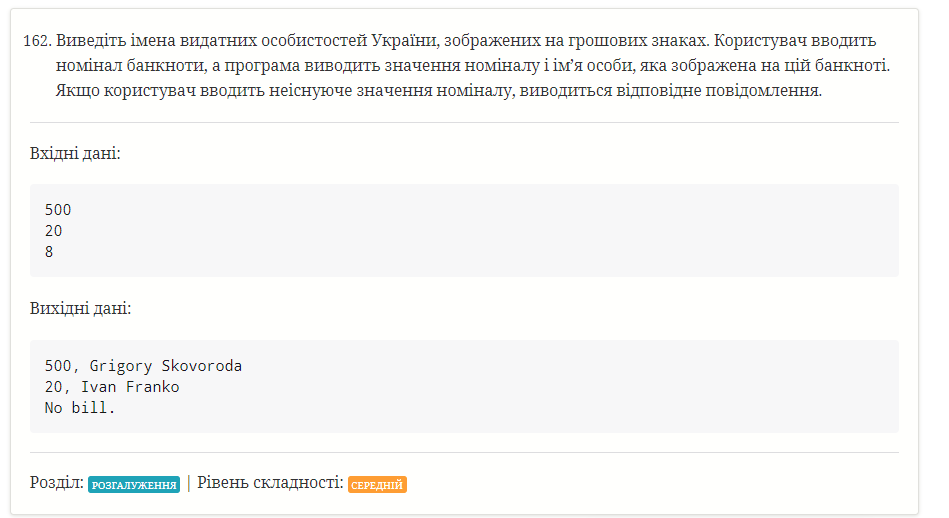 162. Виведіть імена видатних особистостей України, зображених на грошових знаках. Користувач вводить
номінал банкноти, а програма виводить значення номіналу і ім’я особи, яка зображена на цій банкноті.
Якщо користувач вводить неіснуюче значення номіналу, виводиться відповідне повідомлення.
Вхідні дані:
500
20
8
Вихідні дані:
500, Grigory Skovoroda
20, Ivan Franko
No bill.
Розділ: РОЗГАЛУЖЕННЯ | Рівень складності: СЕРЕДНІЙ